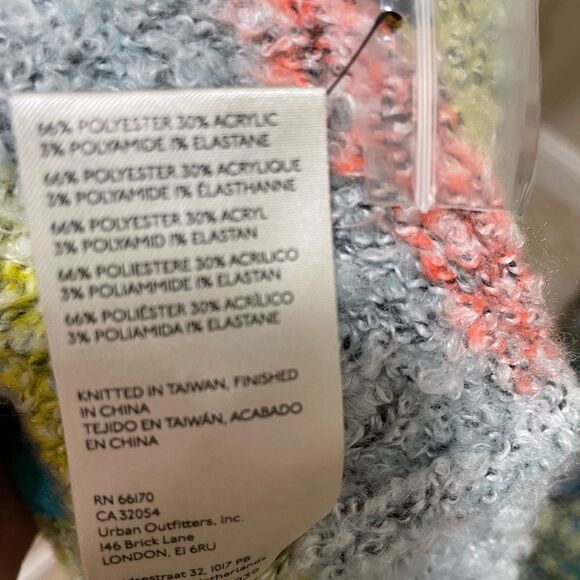 66% POLYESTER 30% ACRYLIC
3% POLYAMIDE 1% ELASTANE
66% POLYESTER 30% ACRYLIQUE
3% POLYAMIDE 1% ÉLASTHANNE
66% POLYESTER 30% ACRYL
3% POLYAMID 1% ELASTAN
66% POLIESTERE 30% ACRILICO
3% POLIAMMIDE 1% ELASTAN
66% POLIÉSTER 30% ACRÍLICO
3% POLIAMIDA 1% ELASTANE
KNITTED IN TAIWAN, FINISHED
IN CHINA
TEJIDO EN TAIWÁN, ACABADO
EN CHINA
RN 66170
CA 32054
Urban Outfitters, Inc.
146 Brick Lane
LONDON, E1 6RU
32, 1017 PB